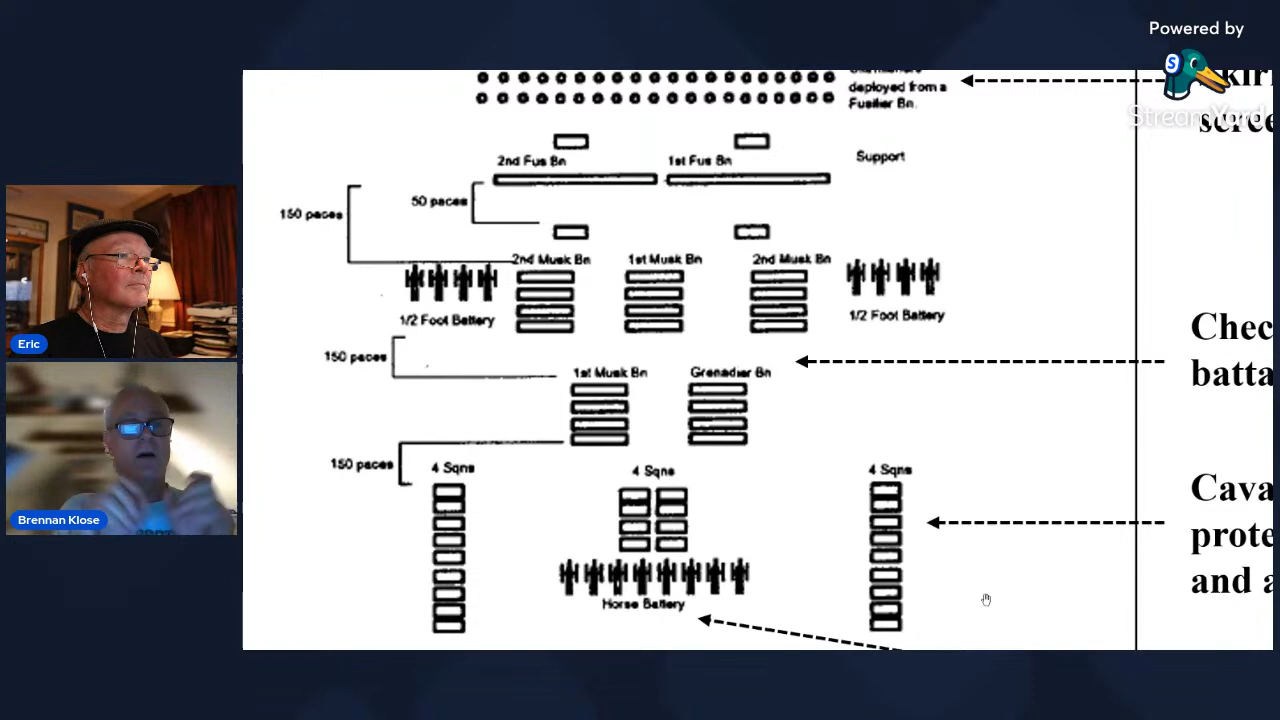 Powered by
StreamYard
deployed from a
Fusilier Bn.
2nd Fus Bn
1st Fus Bn
Support
150 paces
50 paces
2nd Musk Bn
1st Musk Bn
2nd Musk Bn
1/2 Foot Battery
1/2 Foot Battery
150 paces
1st Musk Bn
Grenadier Bn
150 paces
4 Sqns
4 Sqns
4 Sqns
Horse Battery
Chec
batta
Cava
prote
and a
Eric
Brennan Klose